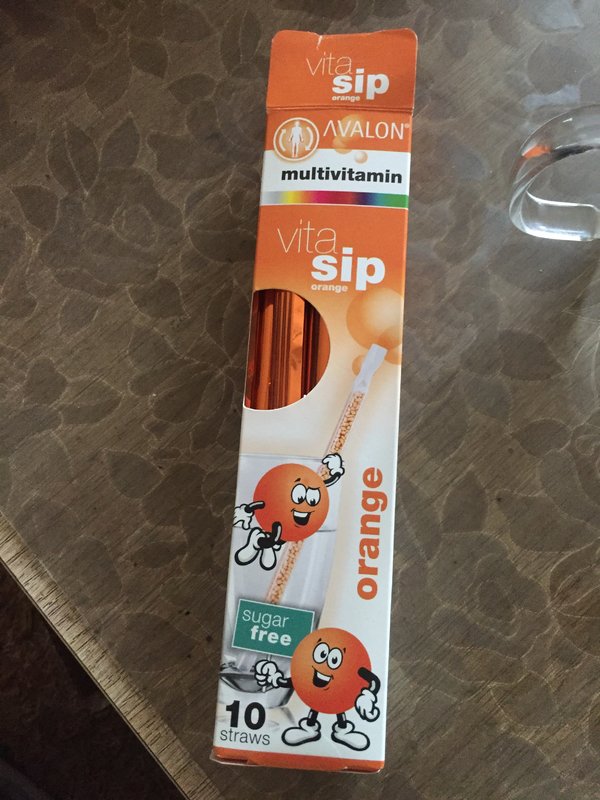 vita
sip
orange
AVALON®
multivitamin
vita
sip
orange
orange
sugar
free
10
straws